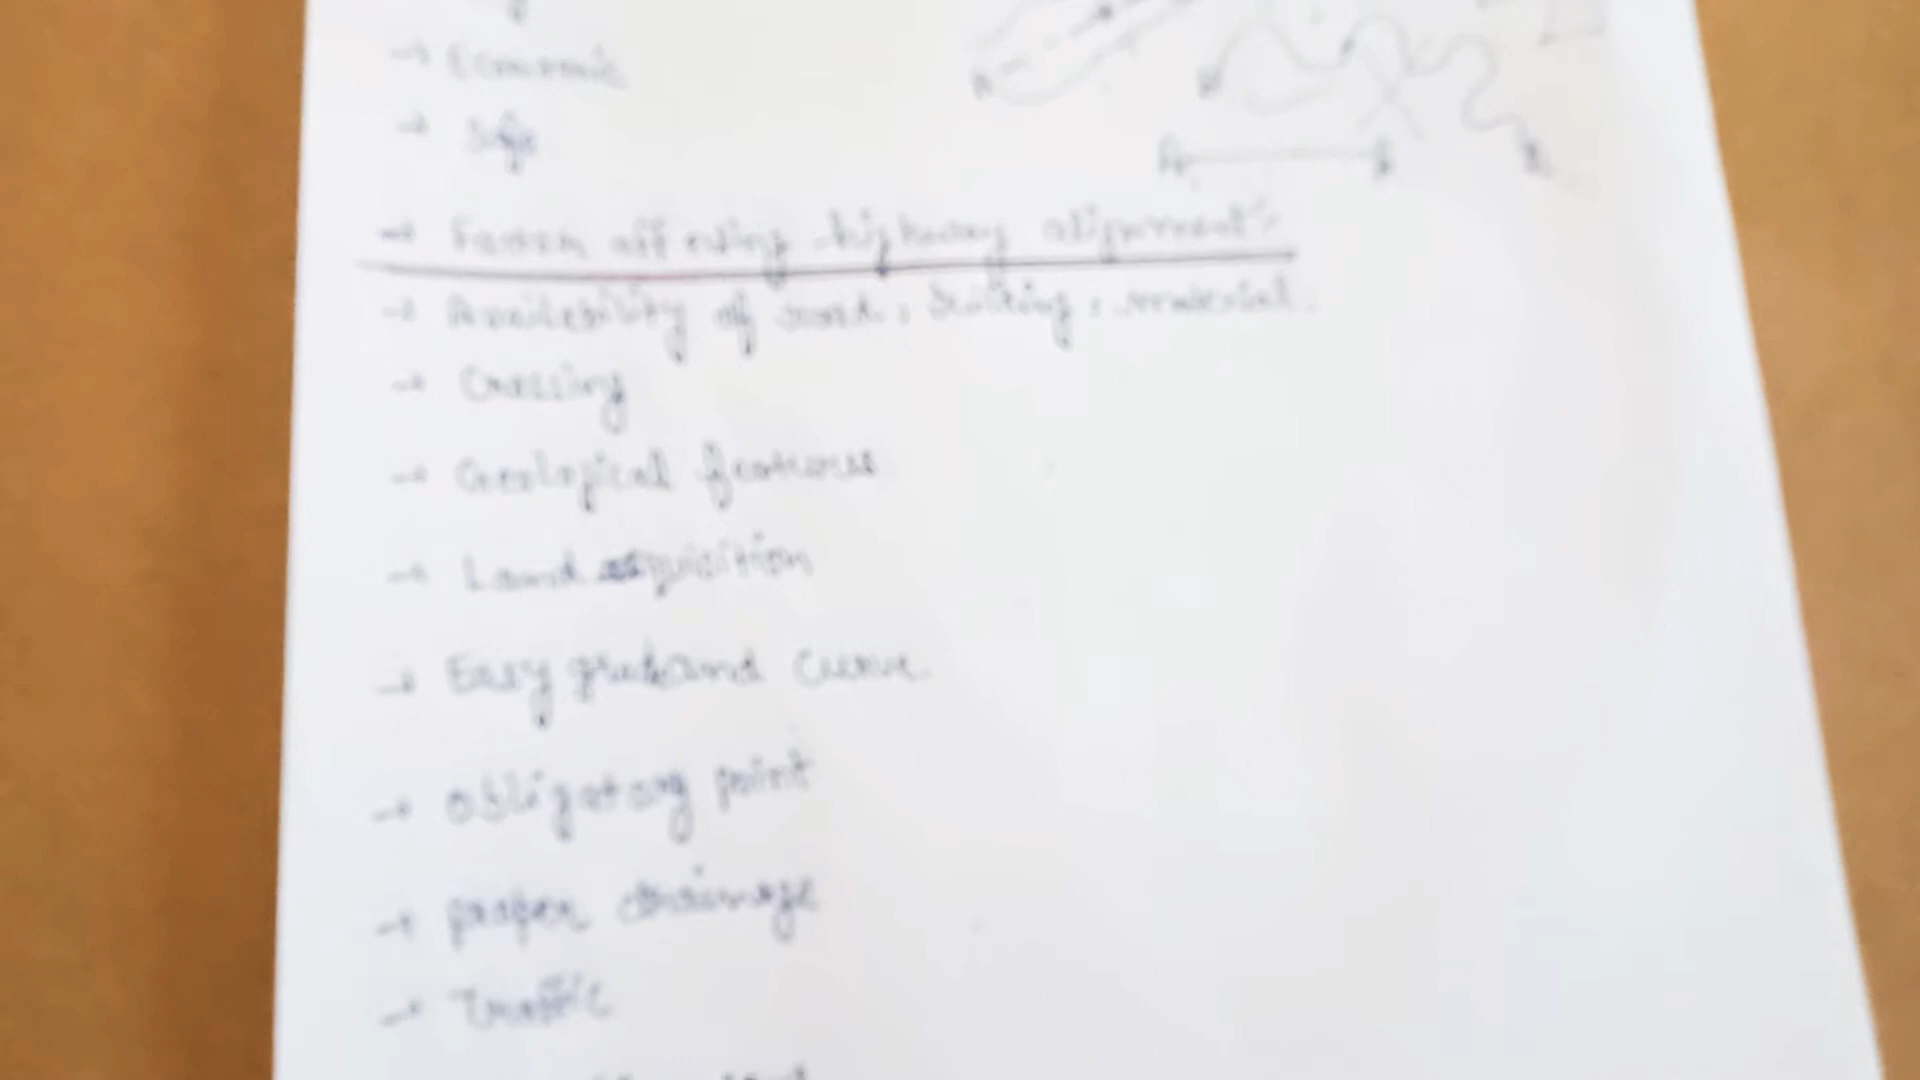 → Economic
→ Safe
→ Factors affecting highway alignment:-
→ Availability of road, building, material.
→ Crossing
→ Geological features
→ Land acquisition
→ Easy grade and curve
→ Obligatory point
→ proper drainage
→ Traffic
A B